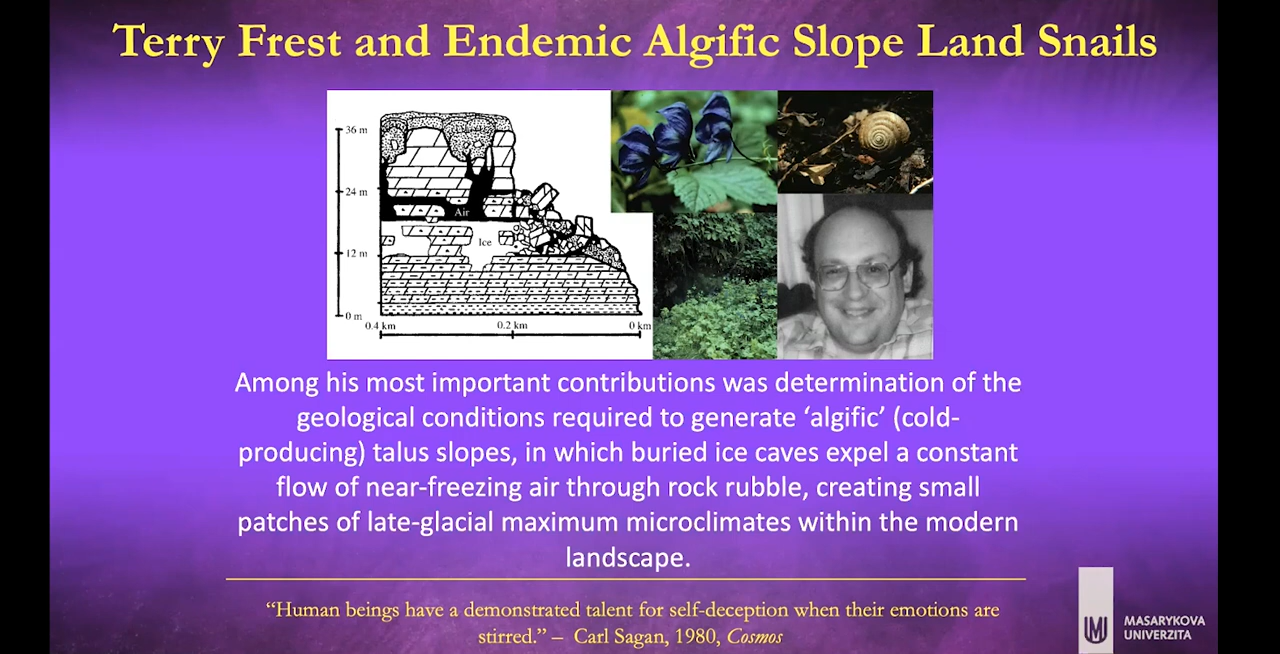 Terry Frest and Endemic Algific Slope Land Snails
36 m
24 m
12 m
0 m
Air
Ice
0.4 km
0.2 km
0 km
Among his most important contributions was determination of the
geological conditions required to generate ‘algific’ (cold-
producing) talus slopes, in which buried ice caves expel a constant
flow of near-freezing air through rock rubble, creating small
patches of late-glacial maximum microclimates within the modern
landscape.
“Human beings have a demonstrated talent for self-deception when their emotions are
stirred.” – Carl Sagan, 1980, Cosmos
MASARYKOVA
UNIVERZITA